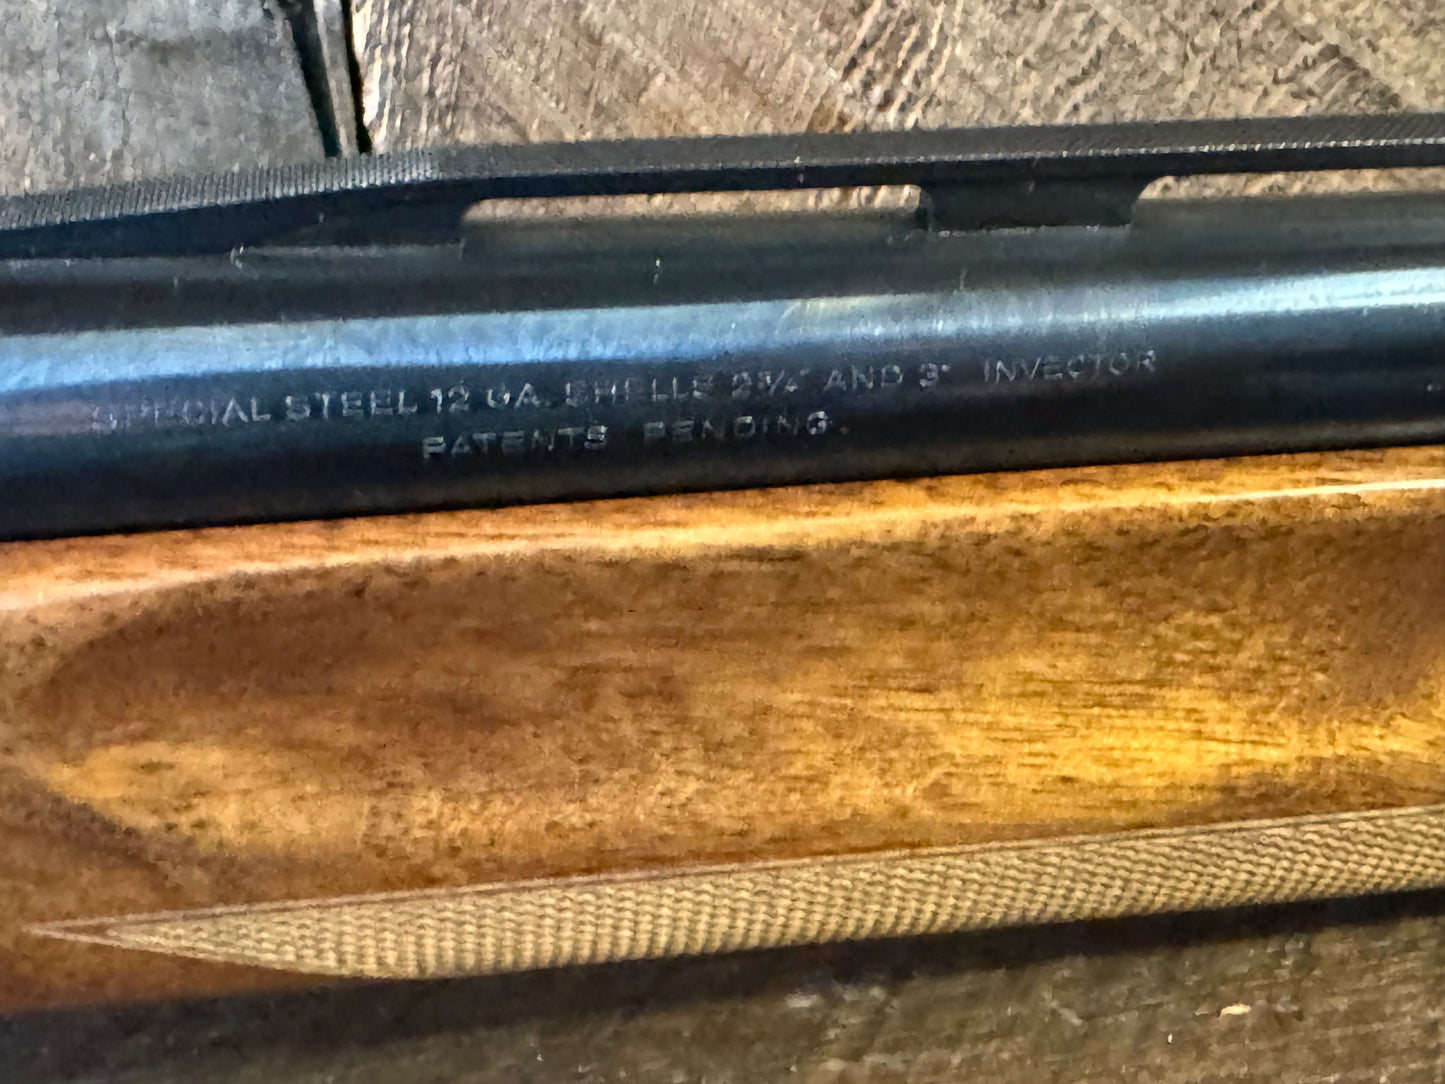 SPECIAL STEEL 12 GA. SHELLS 2¾" AND 3" INVECTOR
PATENTS PENDING.